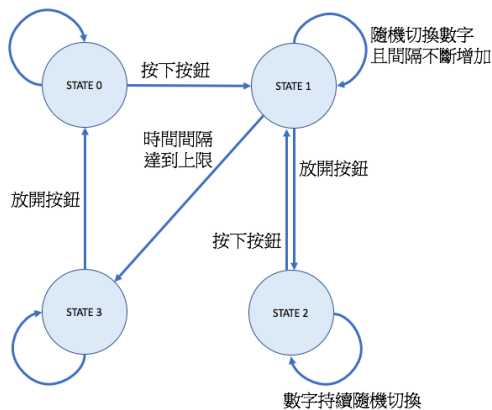 隨機切換數字
且間隔不斷增加
STATE 0
按下按鈕
STATE 1
時間間隔
達到上限
放開按鈕
放開按鈕
按下按鈕
STATE 3
STATE 2
數字持續隨機切換